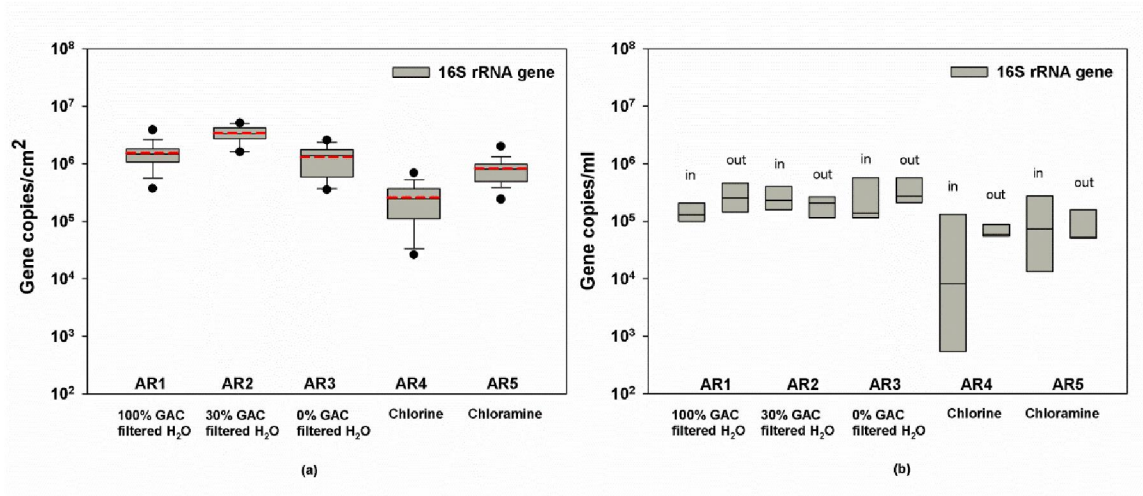 10⁸
10⁷
10⁶
10⁵
10⁴
10³
10²
Gene copies/cm²
16S rRNA gene
AR1 AR2 AR3 AR4 AR5
100% GAC 30% GAC 0% GAC Chlorine Chloramine
filtered H₂O filtered H₂O filtered H₂O
(a)
10⁸
10⁷
10⁶
10⁵
10⁴
10³
10²
Gene copies/ml
16S rRNA gene
in out in out in out in out in out
AR1 AR2 AR3 AR4 AR5
100% GAC 30% GAC 0% GAC Chlorine Chloramine
filtered H₂O filtered H₂O filtered H₂O
(b)